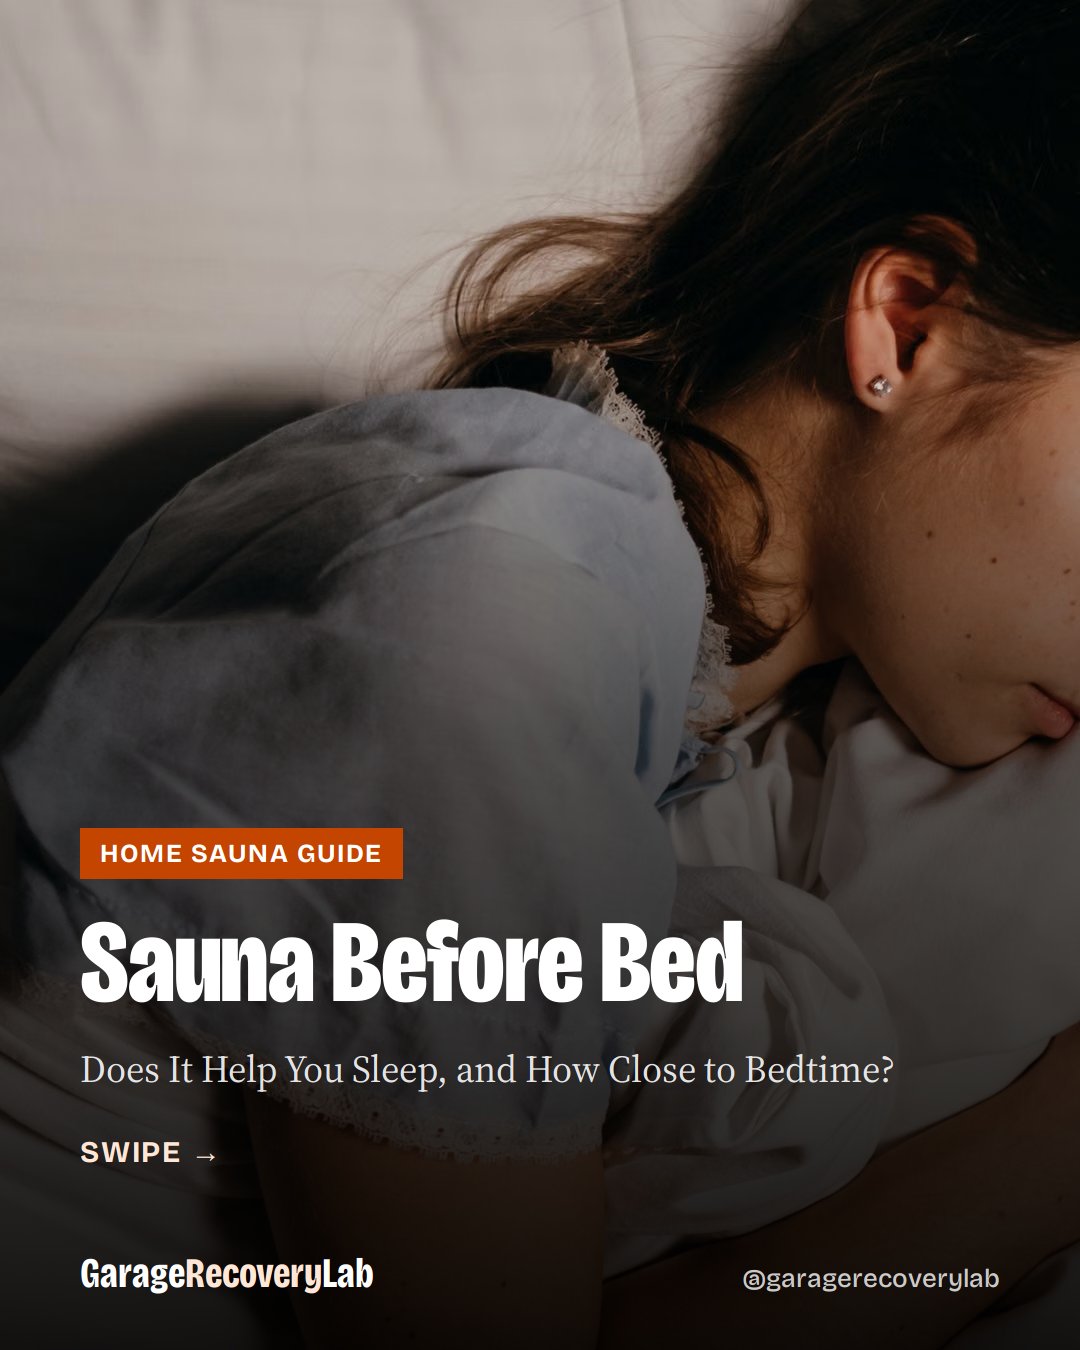 HOME SAUNA GUIDE
Sauna Before Bed
Does It Help You Sleep, and How Close to Bedtime?
SWIPE →
GarageRecoveryLab
@garagerecoverylab